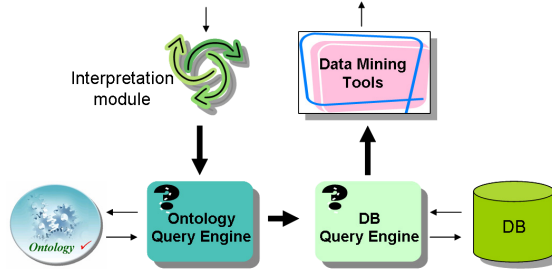 Interpretation
module
Data Mining
Tools
Ontology
?
Ontology
Query Engine
?
DB
Query Engine
DB